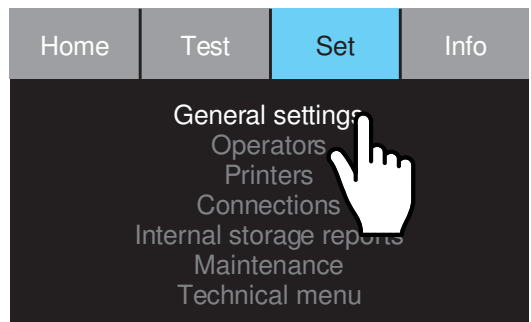 Home Test Set Info
General settings
Operators
Printers
Connections
Internal storage reports
Maintenance
Technical menu